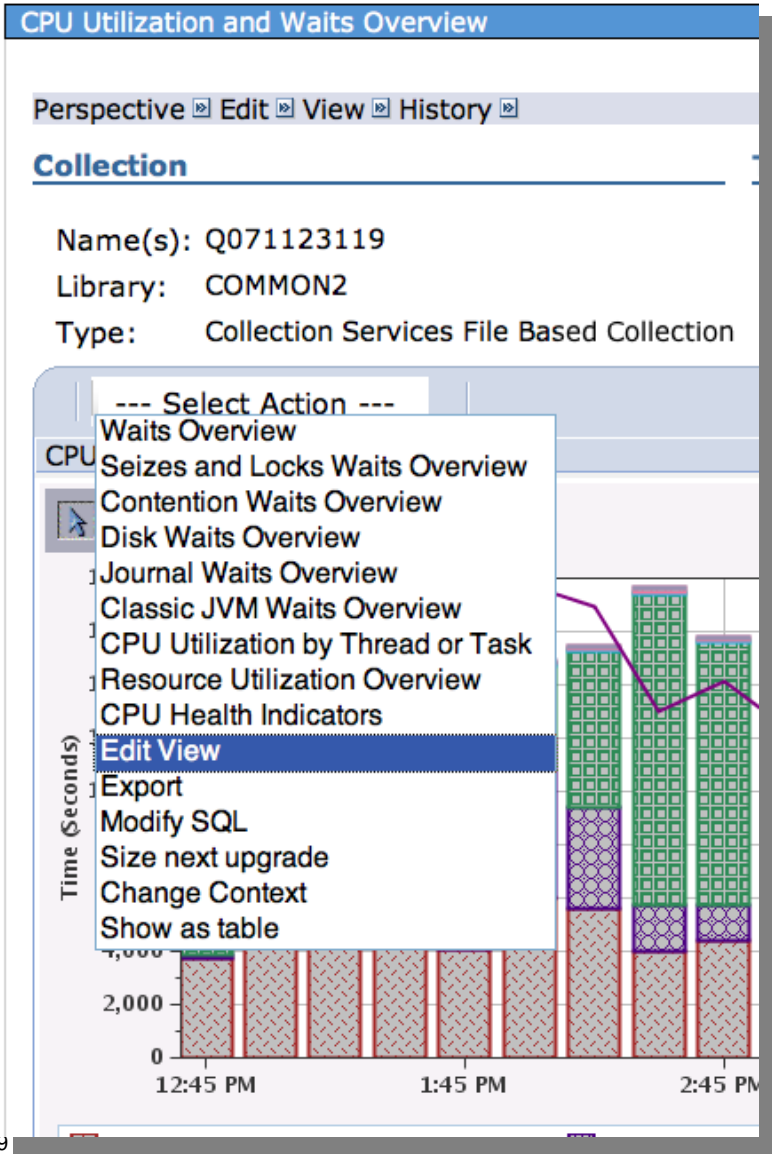 CPU Utilization and Waits Overview
Perspective Edit View History
Collection
Name(s): Q071123119
Library: COMMON2
Type: Collection Services File Based Collection
--- Select Action ---
CPU
Waits Overview
Seizes and Locks Waits Overview
Contention Waits Overview
Disk Waits Overview
Journal Waits Overview
Classic JVM Waits Overview
CPU Utilization by Thread or Task
Resource Utilization Overview
CPU Health Indicators
Edit View
Export
Modify SQL
Size next upgrade
Change Context
Show as table
Time (Seconds)
4,000
2,000
0
12:45 PM 1:45 PM 2:45 PM
9